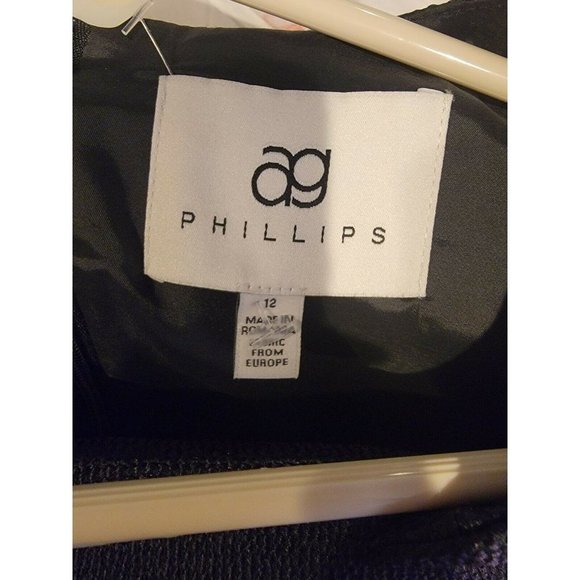 ag
PHILLIPS
12
MADE IN
ROMANIA
FABRIC
FROM
EUROPE